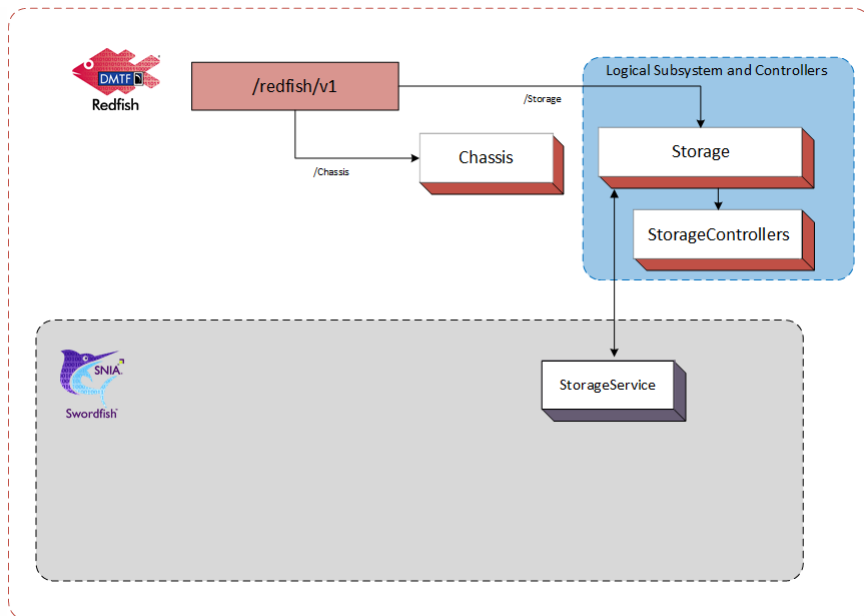 DMTF
Redfish
/redfish/v1
/Storage
/Chassis
Chassis
Logical Subsystem and Controllers
Storage
StorageControllers
SNIA
Swordfish
StorageService